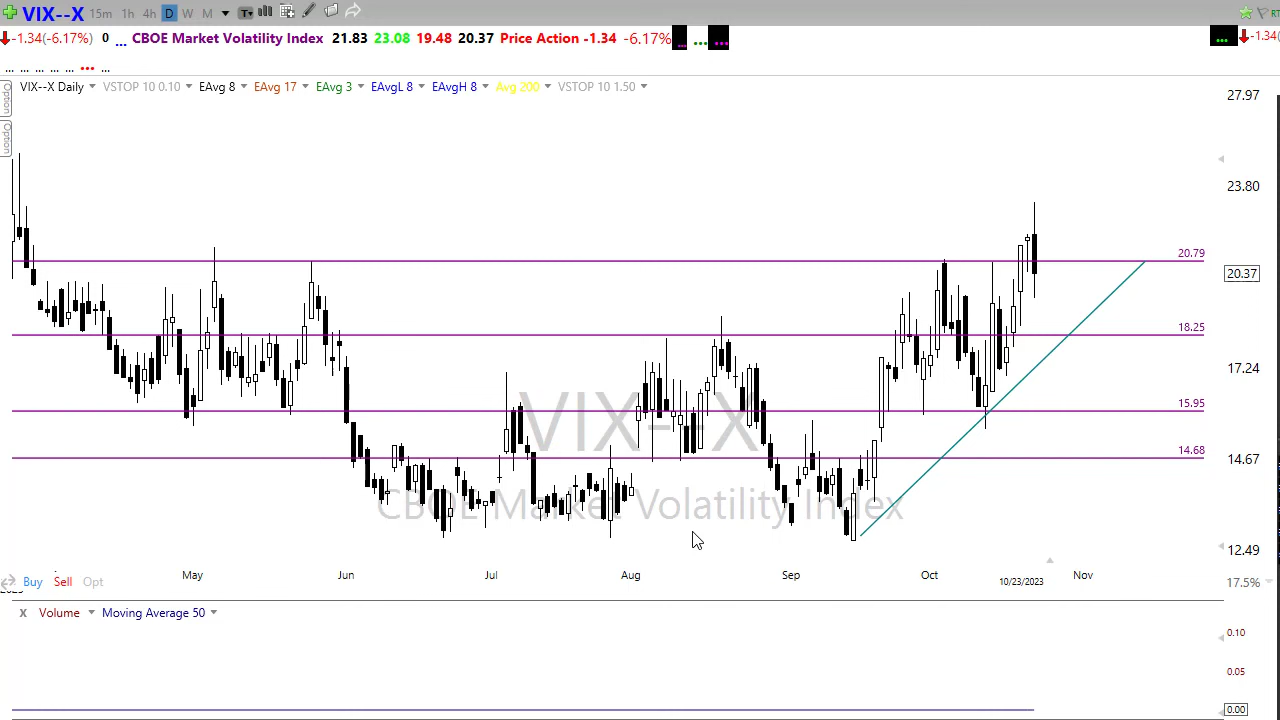 VIX--X 15m 1h 4h D W M T RT
-1.34(-6.17%) 0 ... CBOE Market Volatility Index 21.83 23.08 19.48 20.37 Price Action -1.34 -6.17% ... ... ... ... -1.34(
... ... ... ... ... ... ...
VIX--X Daily VSTOP 10 0.10 EAvg 8 EAvg 17 EAvg 3 EAvgL 8 EAvgH 8 Avg 200 VSTOP 10 1.50
Option
Option
27.97
23.80
20.79
20.37
18.25
17.24
15.95
VIX--X
14.68
14.67
CBOE Market Volatility Index
12.49
May Jun Jul Aug Sep Oct 10/23/2023 Nov
Buy Sell Opt 17.5%
X Volume Moving Average 50
0.10
0.05
0.00